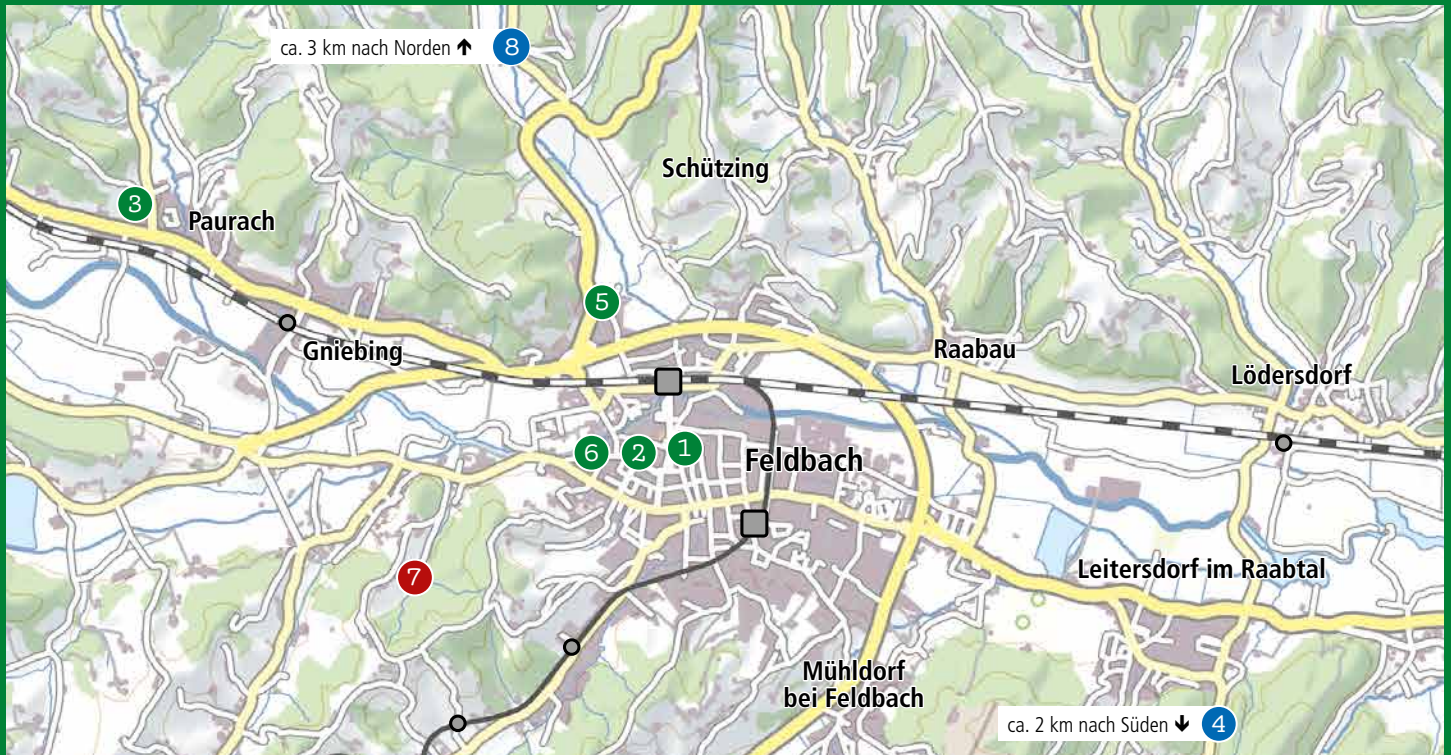 ca. 3 km nach Norden ↑ 8
Schützing
3
Paurach
5
Gniebing
Raabau
Lödersdorf
6 2 1
Feldbach
7
Leitersdorf im Raabtal
Mühldorf
bei Feldbach
ca. 2 km nach Süden ↓ 4